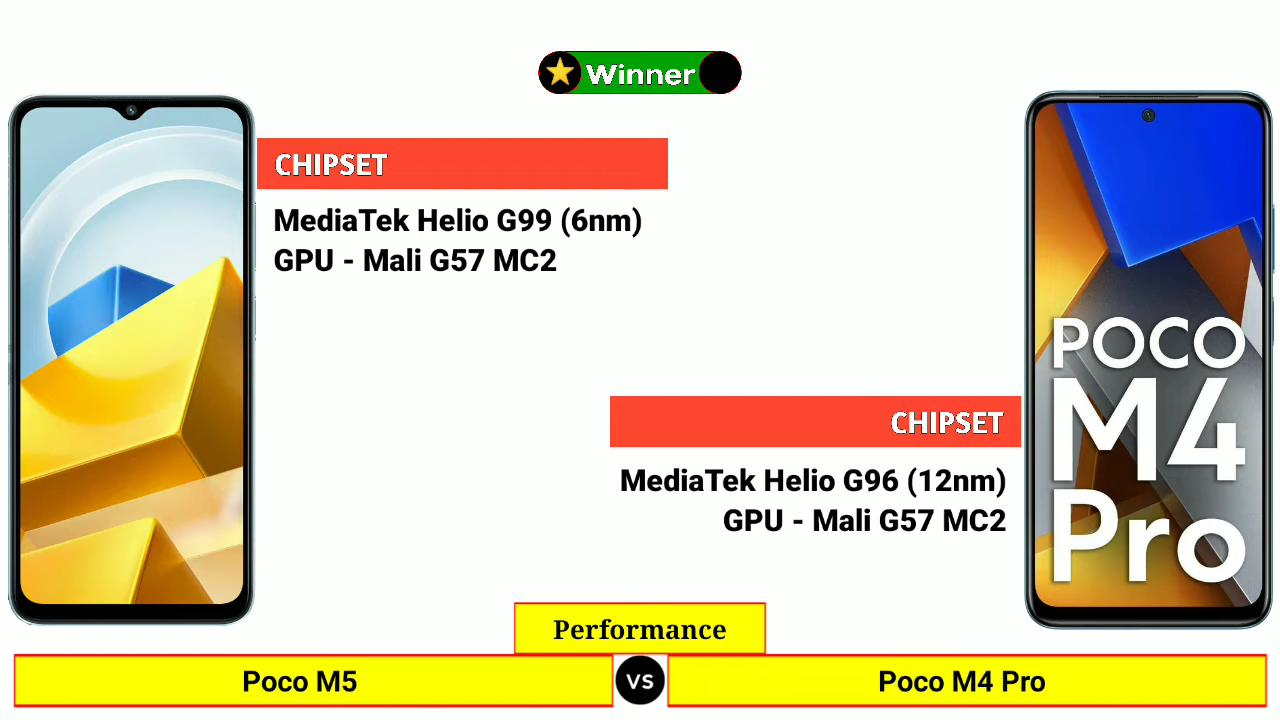 Winner
CHIPSET
MediaTek Helio G99 (6nm)
GPU - Mali G57 MC2
CHIPSET
MediaTek Helio G96 (12nm)
GPU - Mali G57 MC2
POCO
M4
Pro
Performance
Poco M5
VS
Poco M4 Pro